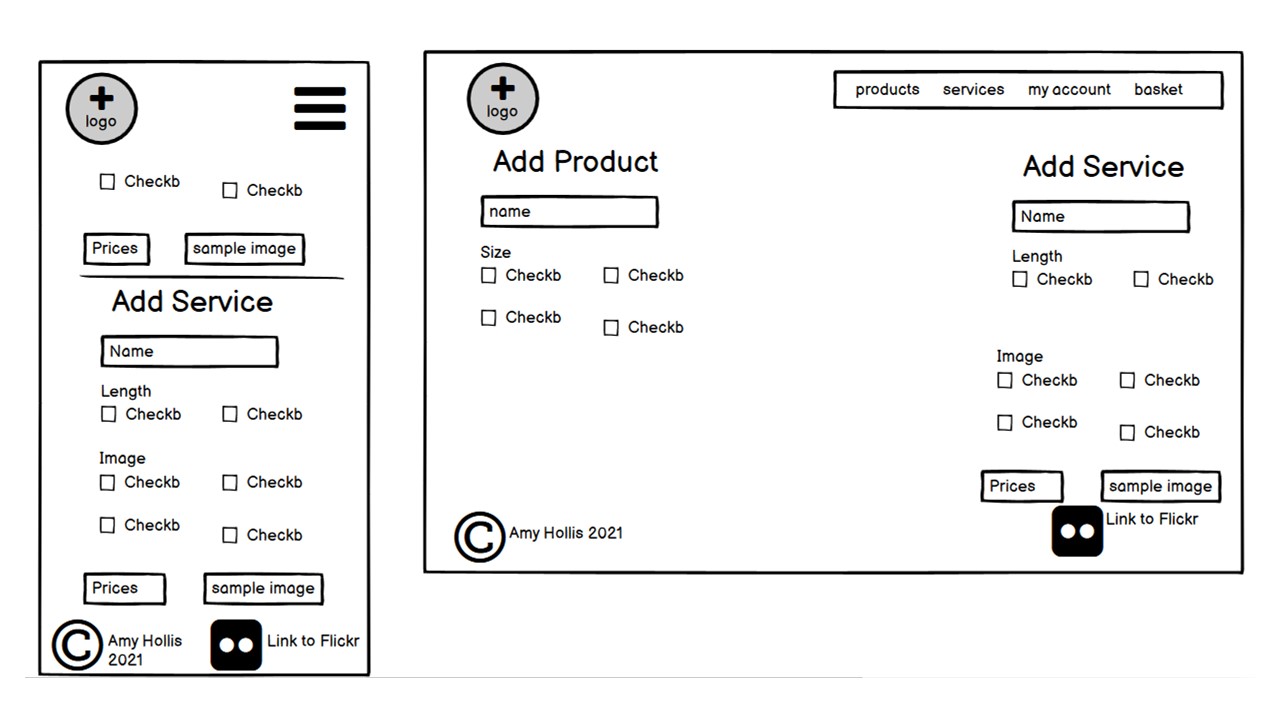 logo
Checkb Checkb
Prices sample image
Add Service
Name
Length
Checkb Checkb
Image
Checkb Checkb
Checkb Checkb
Prices sample image
Amy Hollis
2021
Link to Flickr
logo
products services my account basket
Add Product
name
Size
Checkb Checkb
Checkb Checkb
Add Service
Name
Length
Checkb Checkb
Image
Checkb Checkb
Checkb Checkb
Prices sample image
© Amy Hollis 2021
Link to Flickr